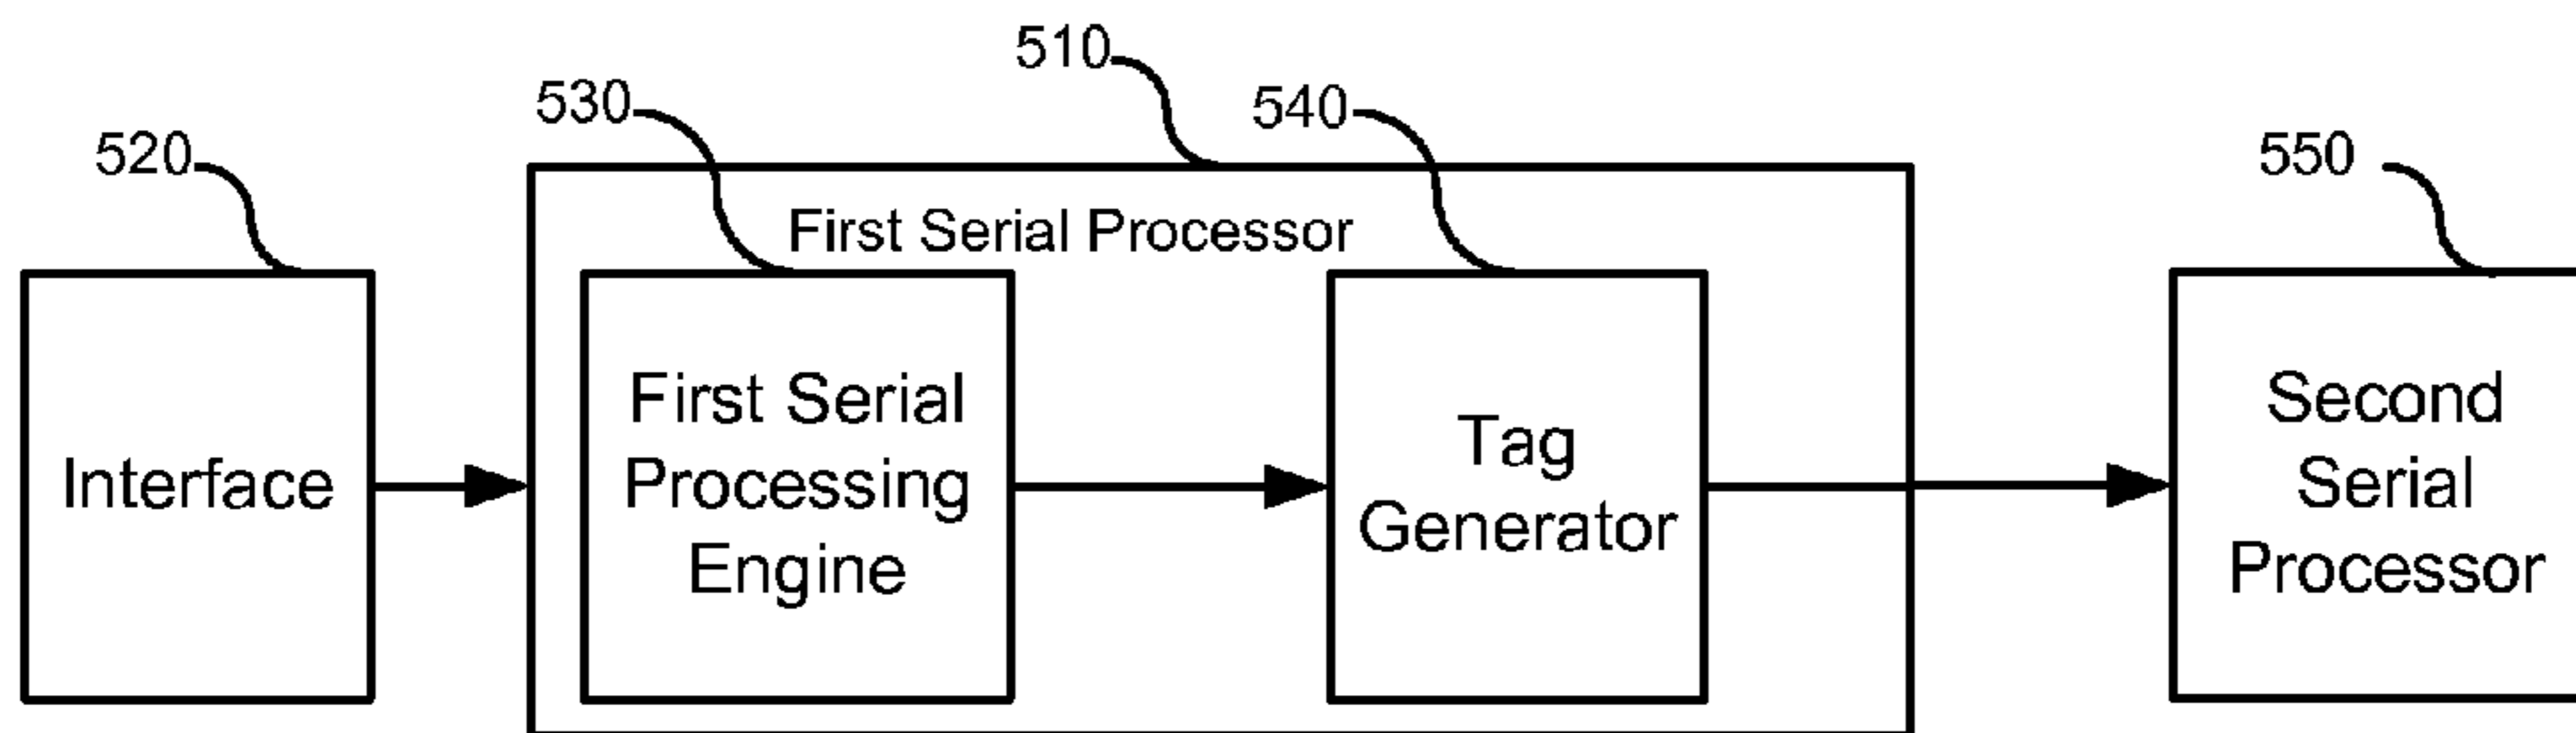 510
530
540
520
550
First Serial Processor
Interface
First Serial
Processing
Engine
Tag
Generator
Second
Serial
Processor